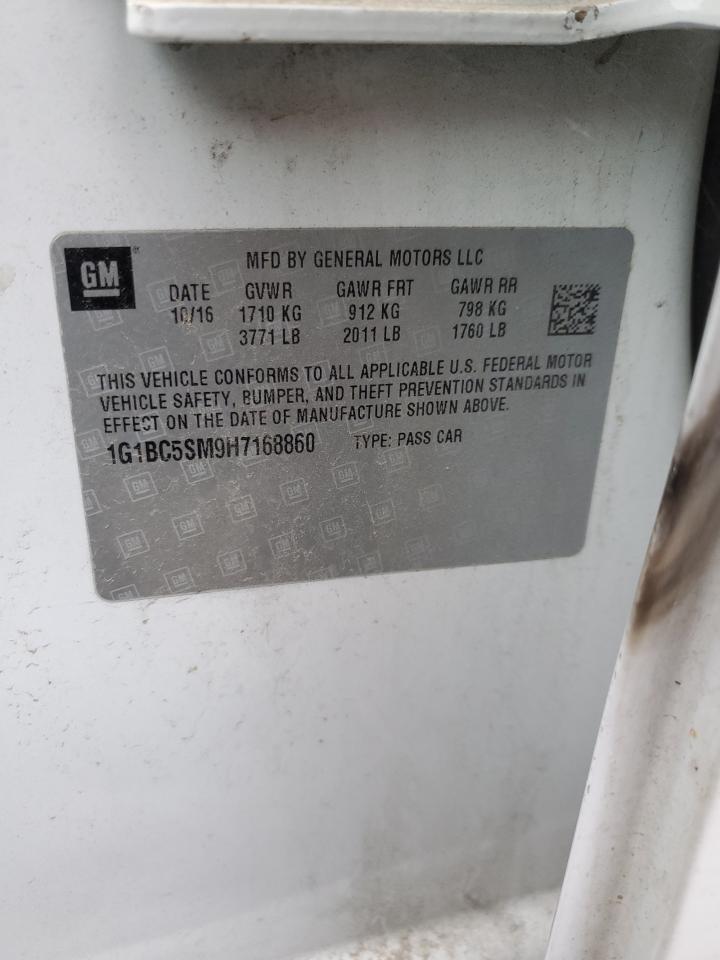 GM
MFD BY GENERAL MOTORS LLC
DATE GVWR GAWR FRT GAWR RR
10/16 1710 KG 912 KG 798 KG
3771 LB 2011 LB 1760 LB
THIS VEHICLE CONFORMS TO ALL APPLICABLE U.S. FEDERAL MOTOR
VEHICLE SAFETY, BUMPER, AND THEFT PREVENTION STANDARDS IN
EFFECT ON THE DATE OF MANUFACTURE SHOWN ABOVE.
1G1BC5SM9H7168860 TYPE: PASS CAR